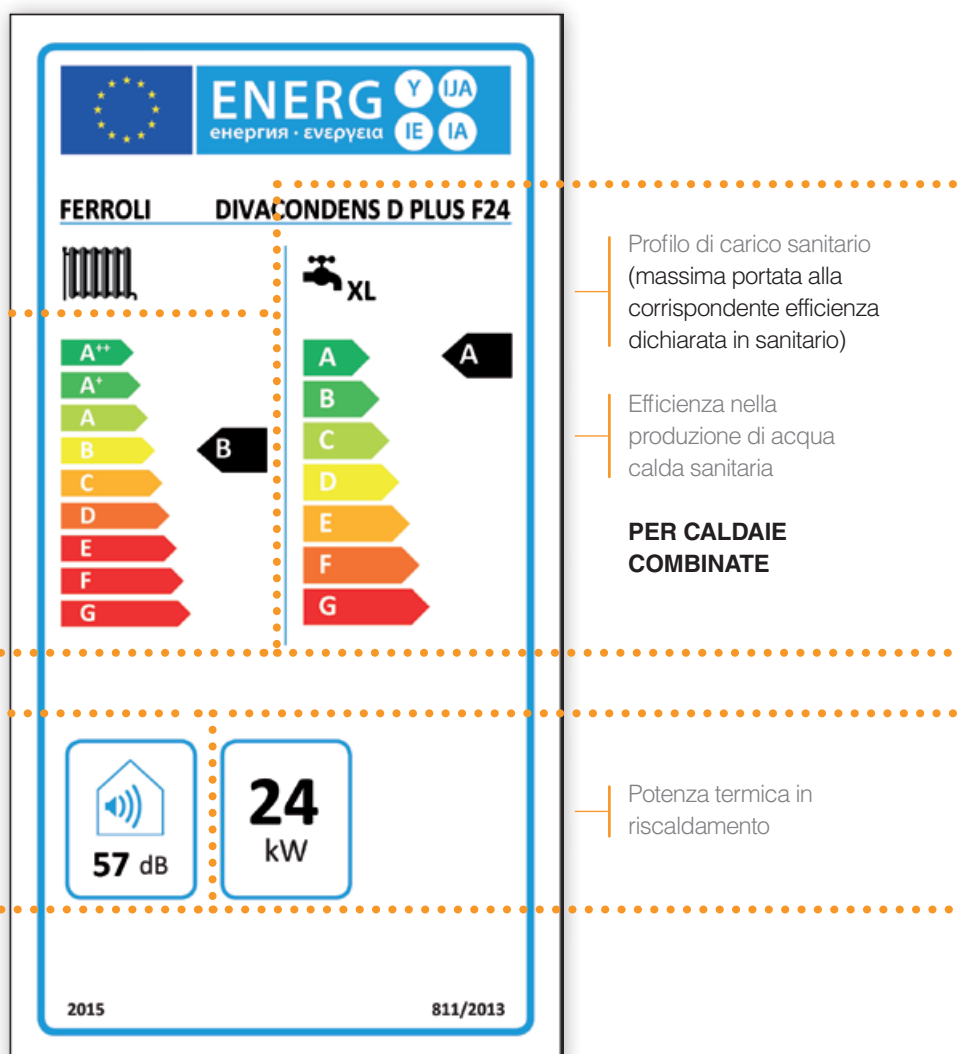 ENERG Y IJA
енергия · ενεργεια IE IA
FERROLI DIVACONDENS D PLUS F24
XL
A++
A+
A
B
C
D
E
F
G
B
A
B
C
D
E
F
G
A
57 dB
24
kW
2015 811/2013
Profilo di carico sanitario
(massima portata alla
corrispondente efficienza
dichiarata in sanitario)
Efficienza nella
produzione di acqua
calda sanitaria
PER CALDAIE
COMBINATE
Potenza termica in
riscaldamento